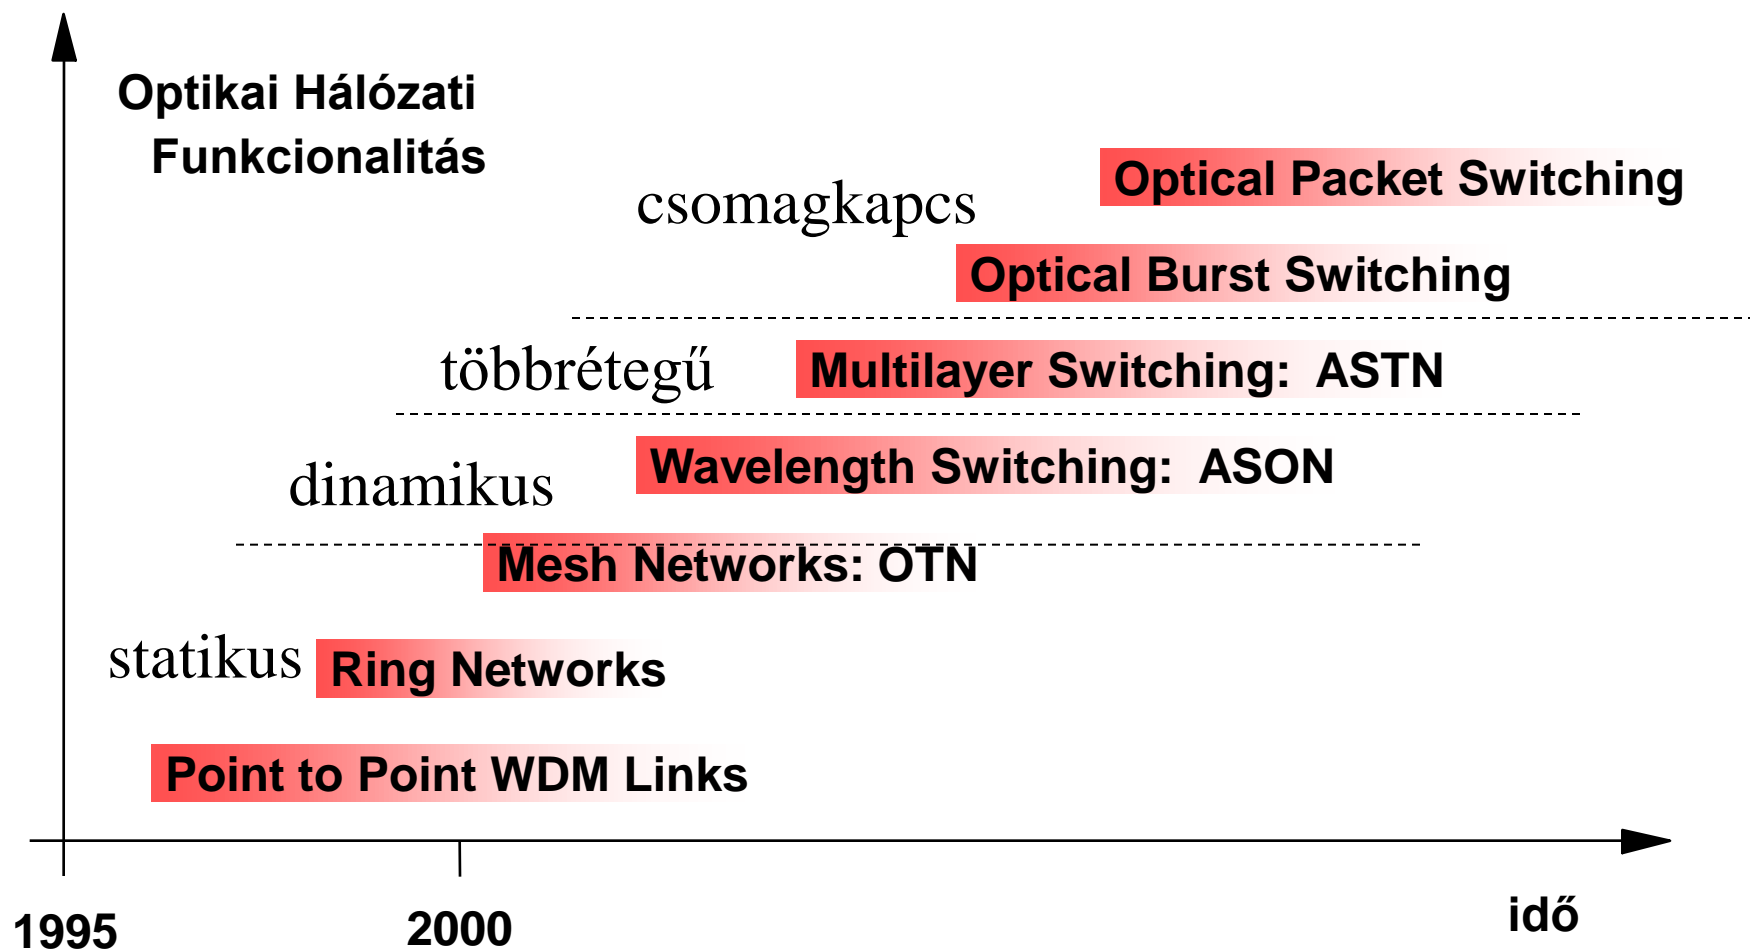 Optikai Hálózati
Funkcionalitás
Optical Packet Switching
csomagkapcs
Optical Burst Switching
többrétegű
Multilayer Switching: ASTN
Wavelength Switching: ASON
dinamikus
Mesh Networks: OTN
statikus
Ring Networks
Point to Point WDM Links
1995
2000
idő